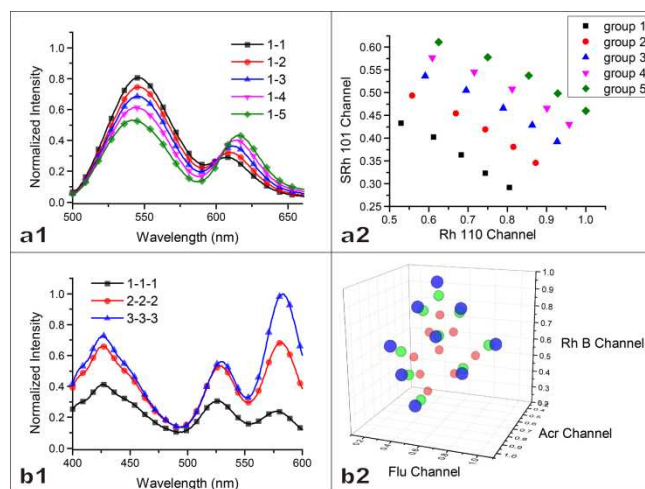 1.0
0.8
0.6
0.4
0.2
0.0
Normalized Intensity
1-1
1-2
1-3
1-4
1-5
500
550
600
650
Wavelength (nm)
a1
0.60
0.55
0.50
0.45
0.40
0.35
0.30
0.25
SRh 101 Channel
group 1
group 2
group 3
group 4
group 5
0.5
0.6
0.7
0.8
0.9
1.0
Rh 110 Channel
a2
1.0
0.8
0.6
0.4
0.2
0.0
Normalized Intensity
1-1-1
2-2-2
3-3-3
400
450
500
550
600
Wavelength (nm)
b1
1.0
0.9
0.8
0.7
0.6
0.5
0.4
0.3
0.2
Rh B Channel
Acr Channel
Flu Channel
b2